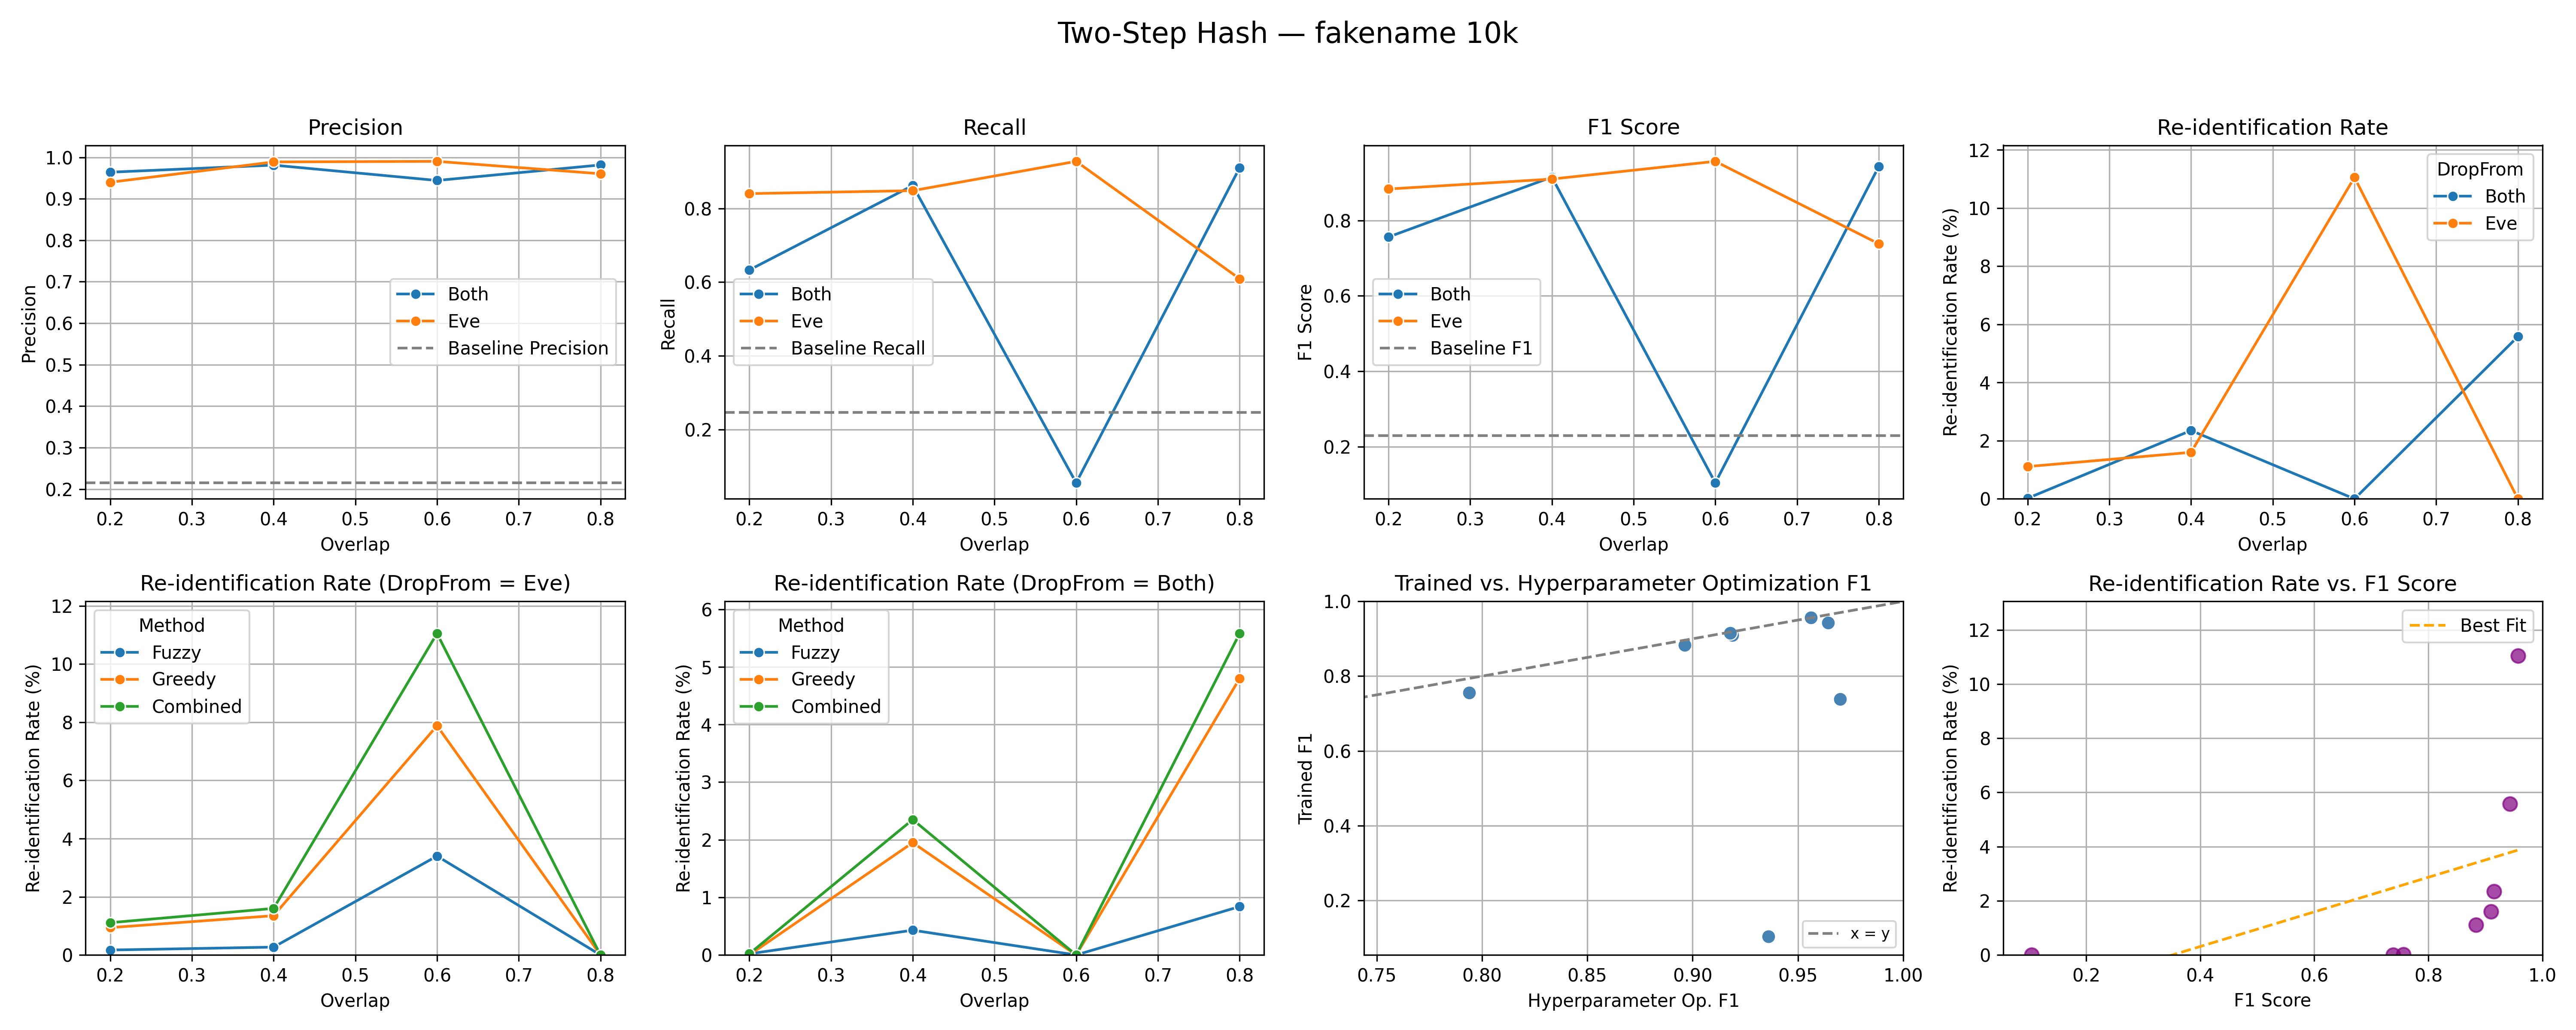 Two-Step Hash — fakename 10k
Precision
Precision
1.0
0.9
0.8
0.7
0.6
0.5
0.4
0.3
0.2
Both
Eve
Baseline Precision
0.2 0.3 0.4 0.5 0.6 0.7 0.8
Overlap
Recall
Recall
0.8
0.6
0.4
0.2
Both
Eve
Baseline Recall
0.2 0.3 0.4 0.5 0.6 0.7 0.8
Overlap
F1 Score
F1 Score
0.8
0.6
0.4
0.2
Both
Eve
Baseline F1
0.2 0.3 0.4 0.5 0.6 0.7 0.8
Overlap
Re-identification Rate
Re-identification Rate (%)
12
10
8
6
4
2
0
DropFrom
Both
Eve
0.2 0.3 0.4 0.5 0.6 0.7 0.8
Overlap
Re-identification Rate (DropFrom = Eve)
Re-identification Rate (%)
12
10
8
6
4
2
0
Method
Fuzzy
Greedy
Combined
0.2 0.3 0.4 0.5 0.6 0.7 0.8
Overlap
Re-identification Rate (DropFrom = Both)
Re-identification Rate (%)
6
5
4
3
2
1
0
Method
Fuzzy
Greedy
Combined
0.2 0.3 0.4 0.5 0.6 0.7 0.8
Overlap
Trained vs. Hyperparameter Optimization F1
Trained F1
1.0
0.8
0.6
0.4
0.2
x = y
0.75 0.80 0.85 0.90 0.95 1.00
Hyperparameter Op. F1
Re-identification Rate vs. F1 Score
Re-identification Rate (%)
12
10
8
6
4
2
0
Best Fit
0.2 0.4 0.6 0.8 1.0
F1 Score